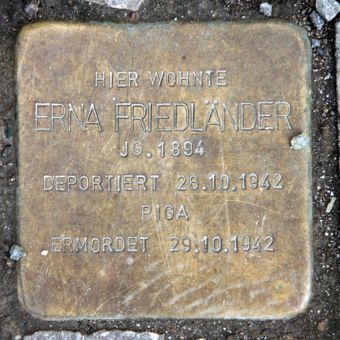 HIER WOHNTE
ERNA FRIEDLÄNDER
JG. 1894
DEPORTIERT 26.10.1942
RIGA
ERMORDET 29.10.1942